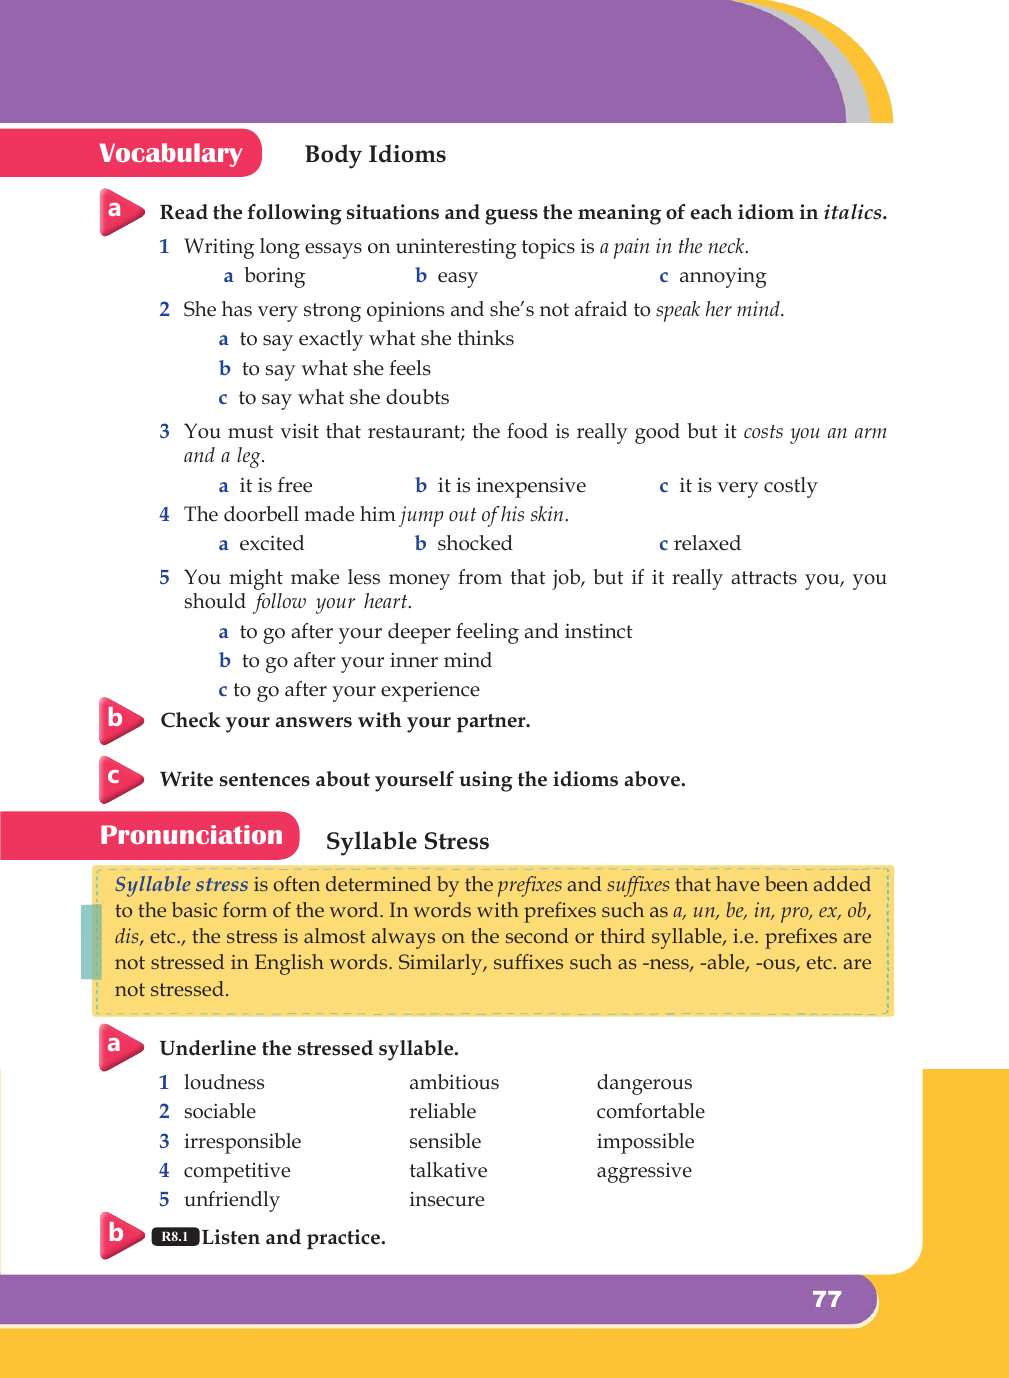 Vocabulary Body Idioms
a Read the following situations and guess the meaning of each idiom in italics.
1 Writing long essays on uninteresting topics is a pain in the neck.
a boring b easy c annoying
2 She has very strong opinions and she's not afraid to speak her mind.
a to say exactly what she thinks
b to say what she feels
c to say what she doubts
3 You must visit that restaurant; the food is really good but it costs you an arm
and a leg.
a it is free b it is inexpensive c it is very costly
4 The doorbell made him jump out of his skin.
a excited b shocked c relaxed
5 You might make less money from that job, but if it really attracts you, you
should follow your heart.
a to go after your deeper feeling and instinct
b to go after your inner mind
c to go after your experience
b Check your answers with your partner.
c Write sentences about yourself using the idioms above.
Pronunciation Syllable Stress
Syllable stress is often determined by the prefixes and suffixes that have been added
to the basic form of the word. In words with prefixes such as a, un, be, in, pro, ex, ob,
dis, etc., the stress is almost always on the second or third syllable, i.e. prefixes are
not stressed in English words. Similarly, suffixes such as -ness, -able, -ous, etc. are
not stressed.
a Underline the stressed syllable.
1 loudness ambitious dangerous
2 sociable reliable comfortable
3 irresponsible sensible impossible
4 competitive talkative aggressive
5 unfriendly insecure
b R8.1 Listen and practice.
77